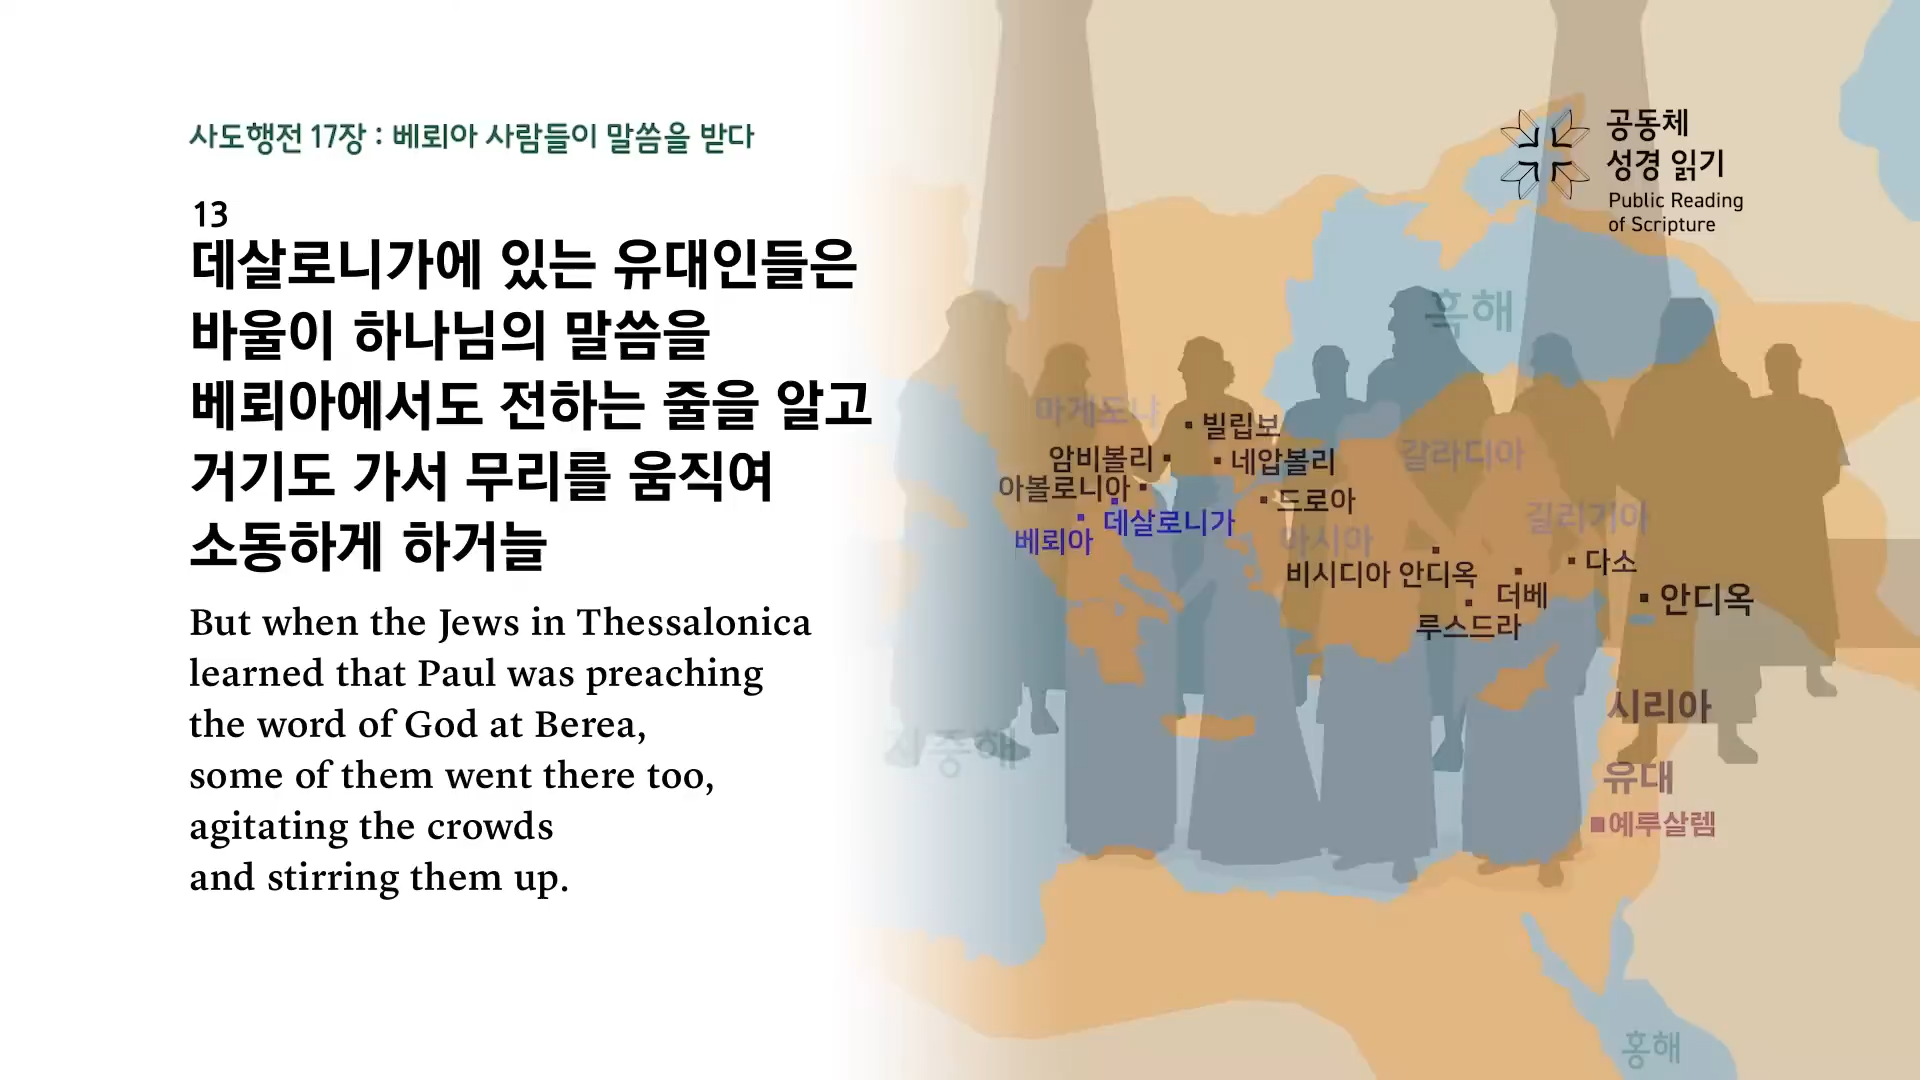 사도행전 17장 : 베뢰아 사람들이 말씀을 받다
13
데살로니가에 있는 유대인들은
바울이 하나님의 말씀을
베뢰아에서도 전하는 줄을 알고
거기도 가서 무리를 움직여
소동하게 하거늘
But when the Jews in Thessalonica
learned that Paul was preaching
the word of God at Berea,
some of them went there too,
agitating the crowds
and stirring them up.
공동체
성경 읽기
Public Reading
of Scripture
흑해
마게도냐
빌립보
암비볼리
네압볼리
갈라디아
아볼로니아
드로아
데살로니가
길리기아
베뢰아
아시아
비시디아 안디옥
다소
더베
안디옥
루스드라
시리아
지중해
유대
예루살렘
홍해